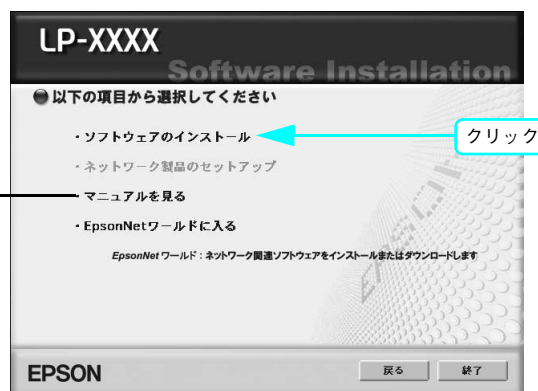 LP-XXXX
Software Installation
以下の項目から選択してください
・ソフトウェアのインストール
クリック
・ネットワーク製品のセットアップ
・マニュアルを見る
・EpsonNetワールドに入る
EpsonNet ワールド：ネットワーク関連ソフトウェアをインストールまたはダウンロードします
EPSON
EPSON
戻る
終了